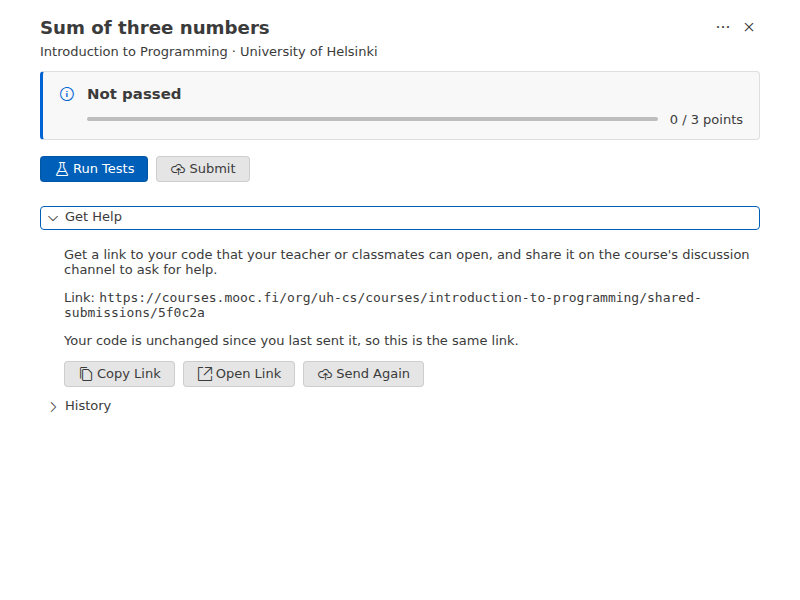 Sum of three numbers
Introduction to Programming · University of Helsinki
Not passed
0 / 3 points
Run Tests
Submit
Get Help
Get a link to your code that your teacher or classmates can open, and share it on the course's discussion
channel to ask for help.
Link: https://courses.mooc.fi/org/uh-cs/courses/introduction-to-programming/shared-
submissions/5f0c2a
Your code is unchanged since you last sent it, so this is the same link.
Copy Link
Open Link
Send Again
History